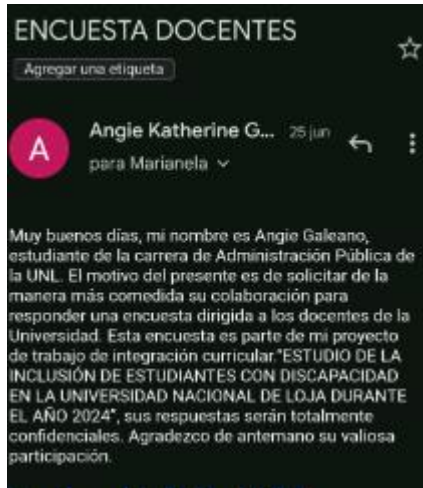 ENCUESTA DOCENTES
Agregar una etiqueta
A
Angie Katherine G... 25 jun
para Marianela
Muy buenos días, mi nombre es Angie Galeano,
estudiante de la carrera de Administración Pública de
la UNL. El motivo del presente es de solicitar de la
manera más comedida su colaboración para
responder una encuesta dirigida a los docentes de la
Universidad. Esta encuesta es parte de mi proyecto
de trabajo de integración curricular."ESTUDIO DE LA
INCLUSIÓN DE ESTUDIANTES CON DISCAPACIDAD
EN LA UNIVERSIDAD NACIONAL DE LOJA DURANTE
EL AÑO 2024", sus respuestas serán totalmente
confidenciales. Agradezco de antemano su valiosa
participación.